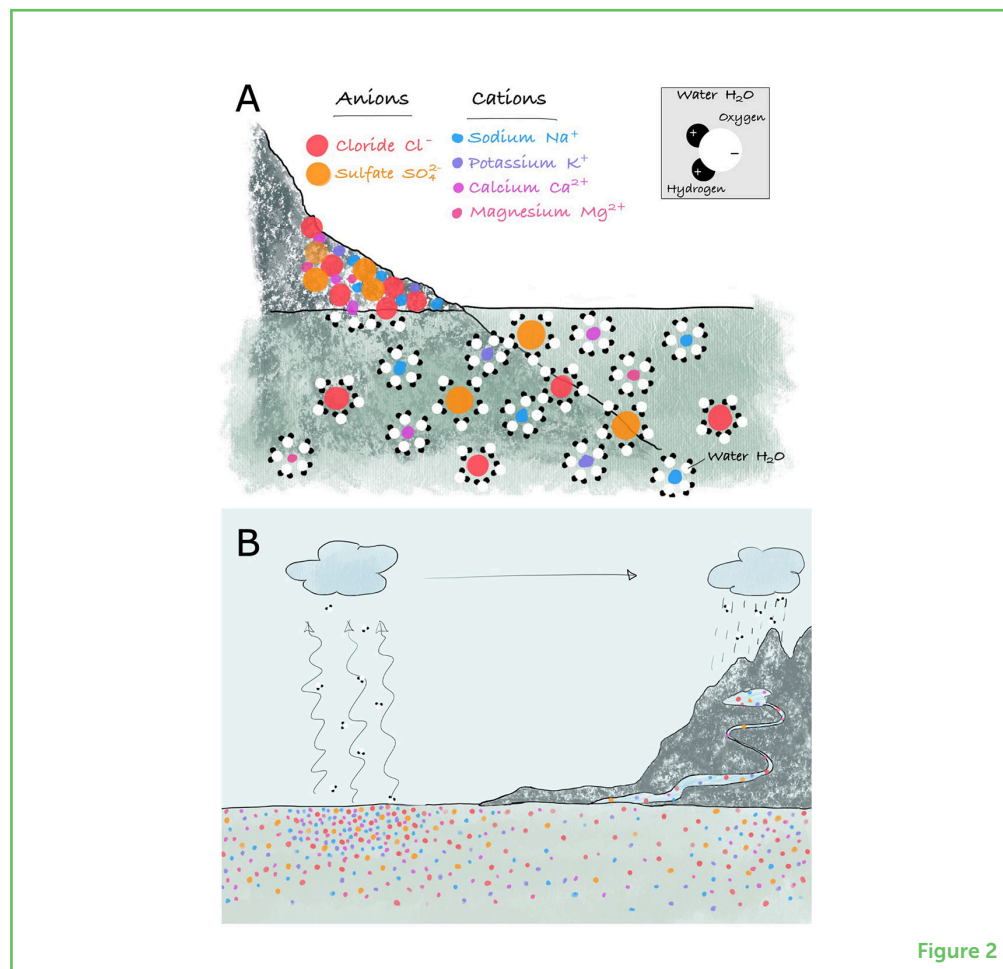 A
Anions
Cloride Cl⁻
Sulfate SO₄²⁻
Cations
Sodium Na⁺
Potassium K⁺
Calcium Ca²⁺
Magnesium Mg²⁺
Water H₂O
Oxygen
+
−
+
Hydrogen
Water H₂O
B
Figure 2